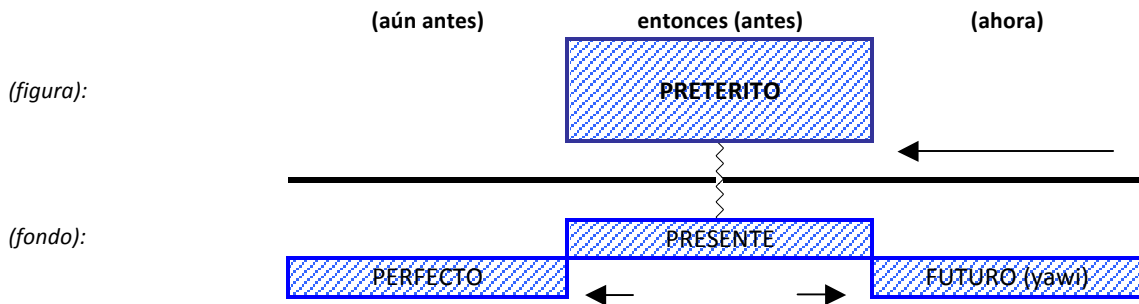 (aún antes) entonces (antes) (ahora)
(figura): PRETERITO
(fondo): PRESENTE
PERFECTO FUTURO (yawi)